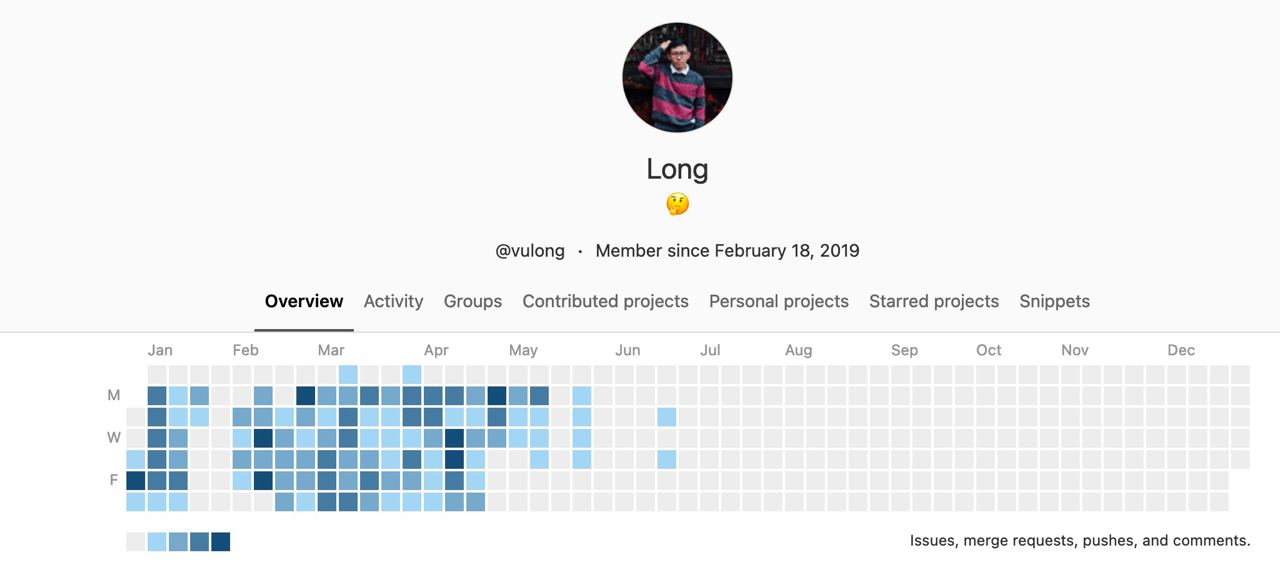 Long
🤔
@vulong · Member since February 18, 2019
Overview Activity Groups Contributed projects Personal projects Starred projects Snippets
Jan Feb Mar Apr May Jun Jul Aug Sep Oct Nov Dec
M
W
F
Issues, merge requests, pushes, and comments.